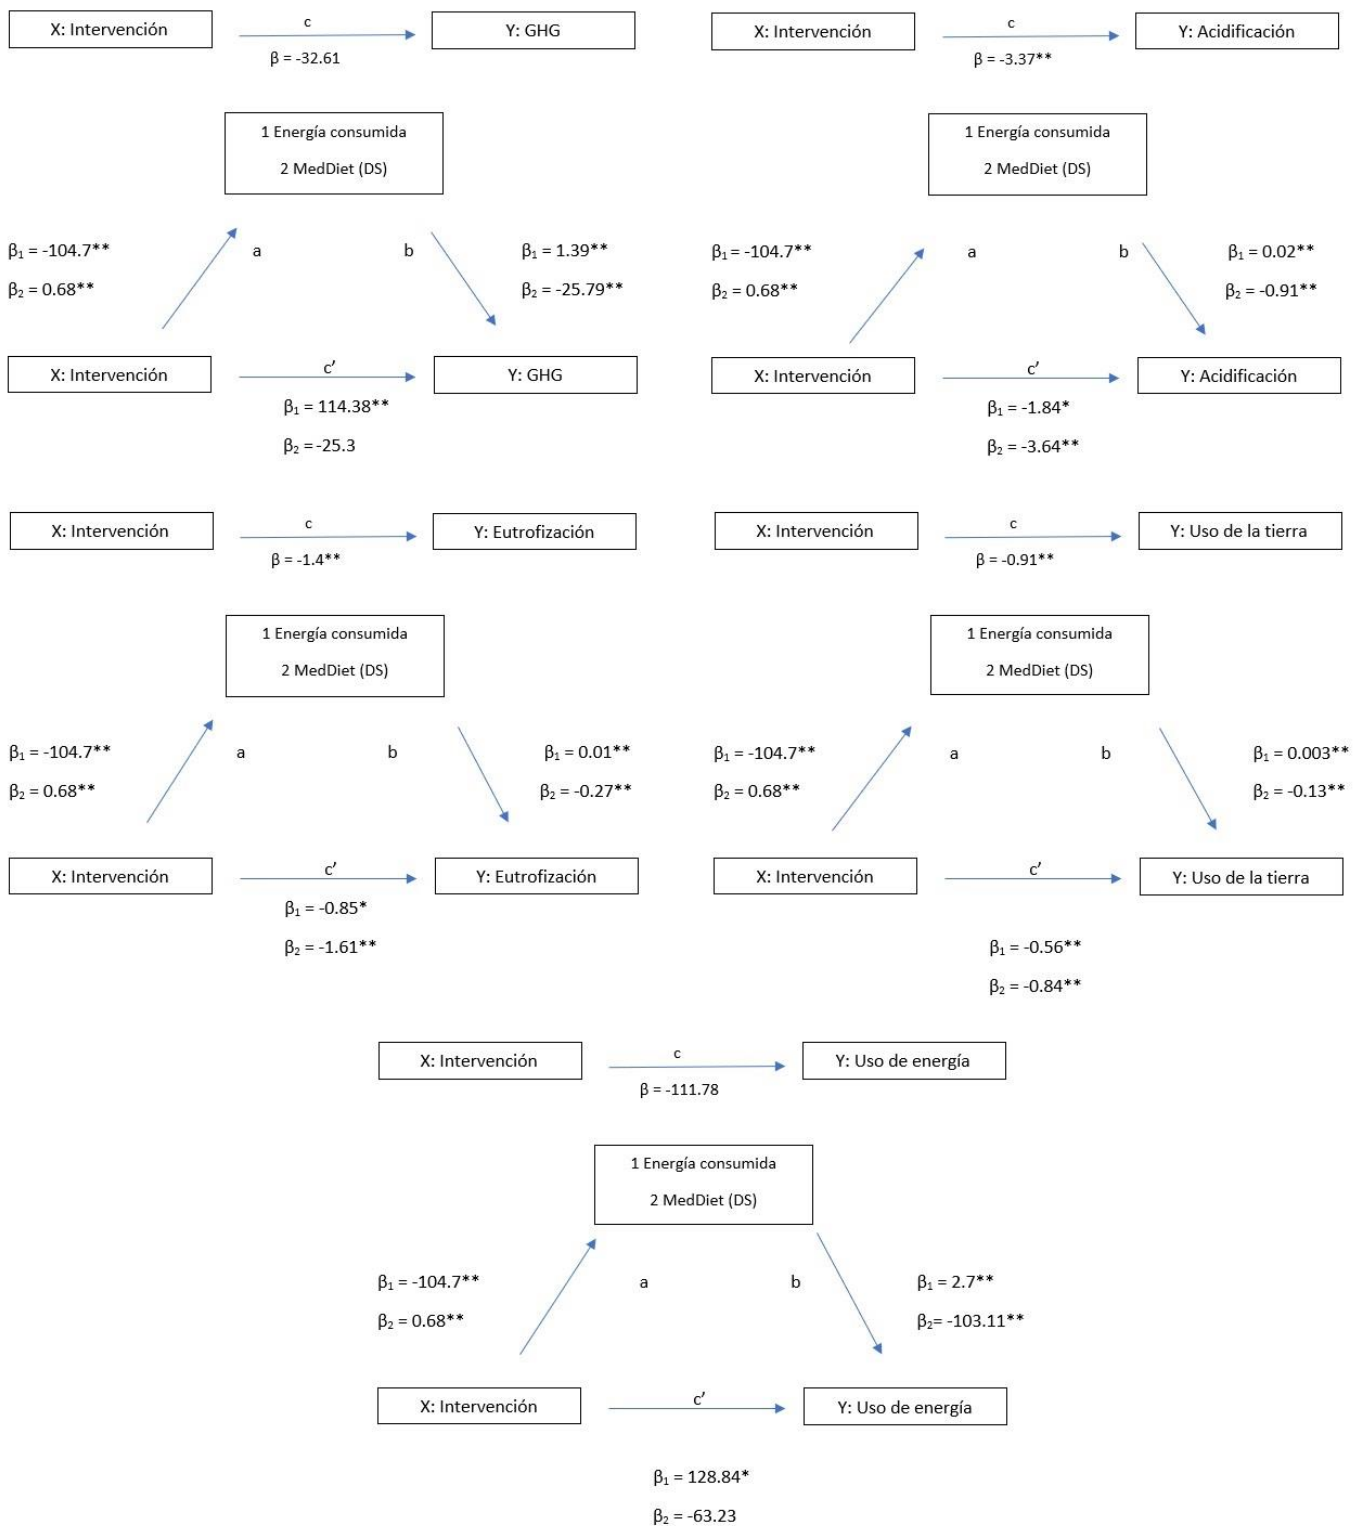 X: Intervención
c
Y: GHG
β = -32.61
1 Energía consumida
2 MedDiet (DS)
β₁ = -104.7**
β₂ = 0.68**
a
b
β₁ = 1.39**
β₂ = -25.79**
X: Intervención
c’
Y: GHG
β₁ = 114.38**
β₂ = -25.3
X: Intervención
c
Y: Acidificación
β = -3.37**
1 Energía consumida
2 MedDiet (DS)
β₁ = -104.7**
β₂ = 0.68**
a
b
β₁ = 0.02**
β₂ = -0.91**
X: Intervención
c’
Y: Acidificación
β₁ = -1.84*
β₂ = -3.64**
X: Intervención
c
Y: Eutrofización
β = -1.4**
1 Energía consumida
2 MedDiet (DS)
β₁ = -104.7**
β₂ = 0.68**
a
b
β₁ = 0.01**
β₂ = -0.27**
X: Intervención
c’
Y: Eutrofización
β₁ = -0.85*
β₂ = -1.61**
X: Intervención
c
Y: Uso de la tierra
β = -0.91**
1 Energía consumida
2 MedDiet (DS)
β₁ = -104.7**
β₂ = 0.68**
a
b
β₁ = 0.003**
β₂ = -0.13**
X: Intervención
c’
Y: Uso de la tierra
β₁ = -0.56**
β₂ = -0.84**
X: Intervención
c
Y: Uso de energía
β = -111.78
1 Energía consumida
2 MedDiet (DS)
β₁ = -104.7**
β₂ = 0.68**
a
b
β₁ = 2.7**
β₂= -103.11**
X: Intervención
c’
Y: Uso de energía
β₁ = 128.84*
β₂ = -63.23